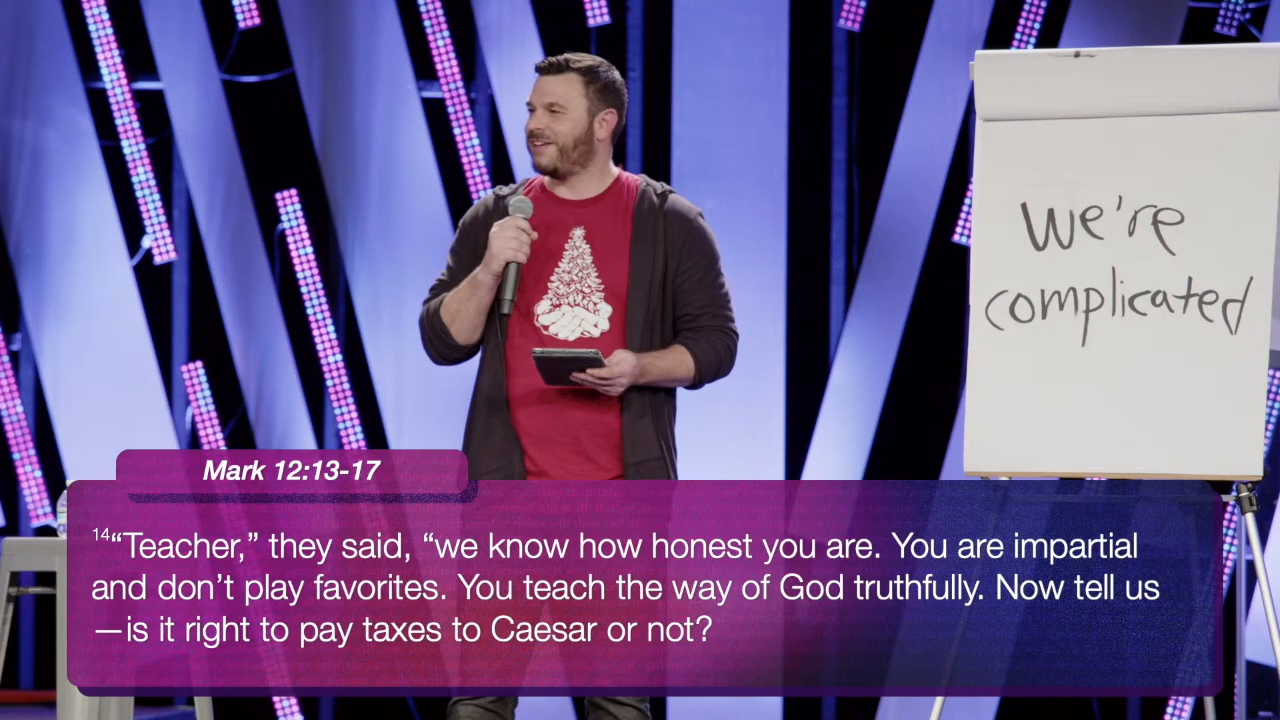 we're
complicated
Mark 12:13-17
14“Teacher,” they said, “we know how honest you are. You are impartial
and don’t play favorites. You teach the way of God truthfully. Now tell us
—is it right to pay taxes to Caesar or not?